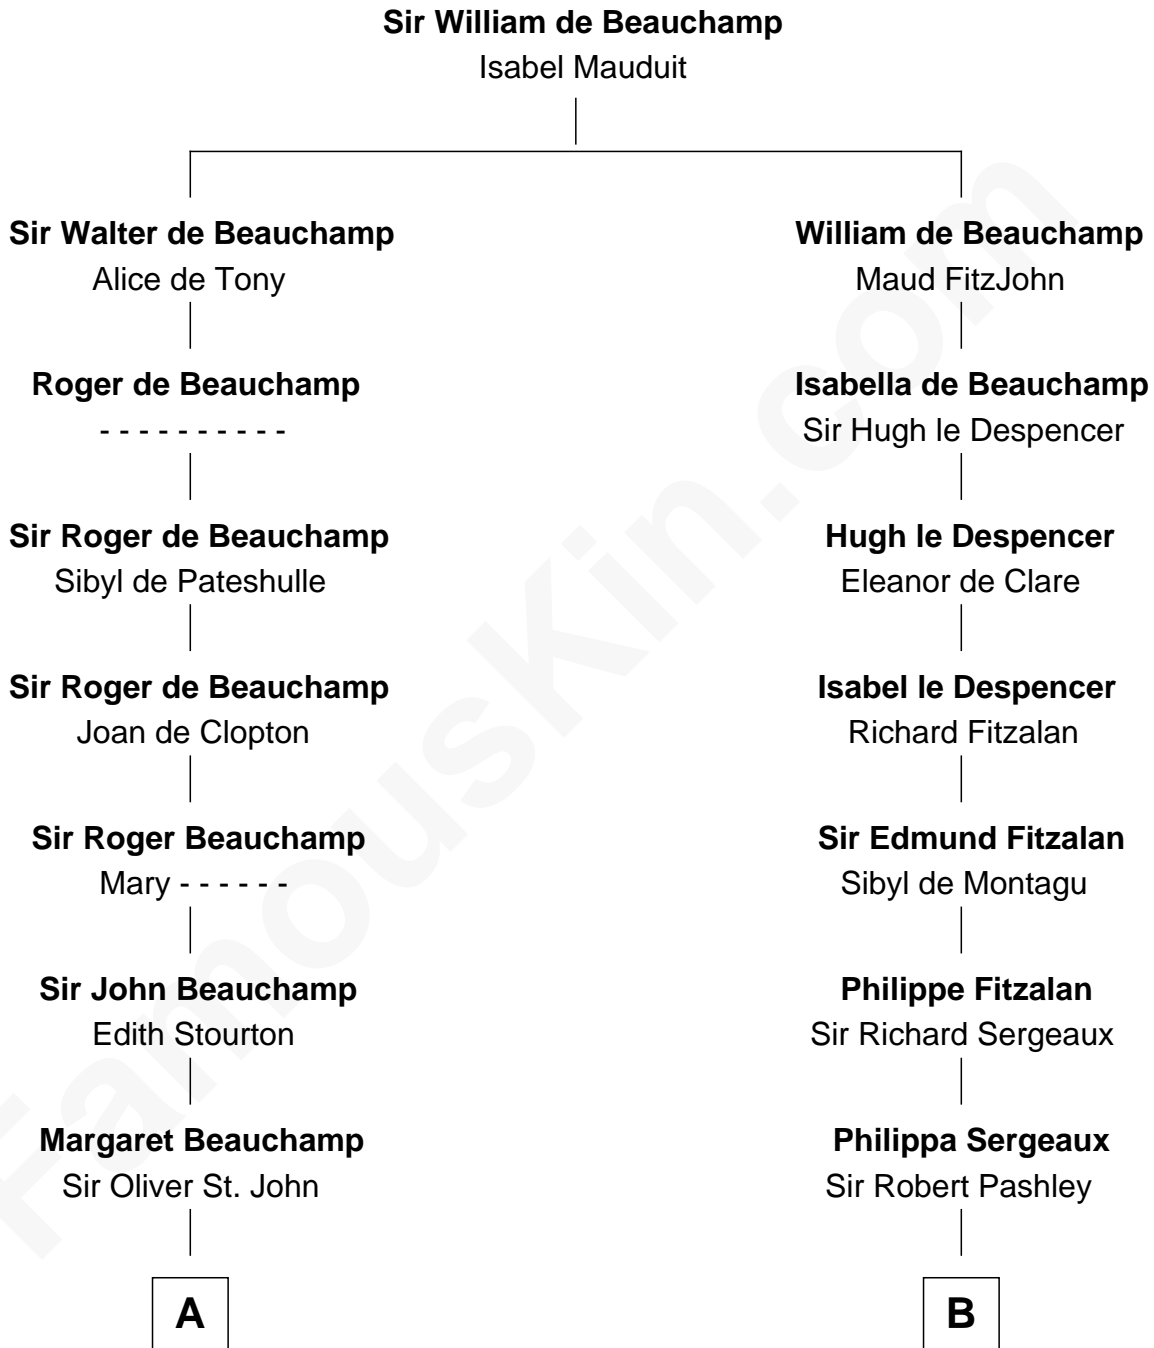 Sir William de Beauchamp
Isabel Mauduit
Sir Walter de Beauchamp
Alice de Tony
William de Beauchamp
Maud FitzJohn
Roger de Beauchamp
- - - - - - - - - -
Isabella de Beauchamp
Sir Hugh le Despencer
Sir Roger de Beauchamp
Sibyl de Pateshulle
Hugh le Despencer
Eleanor de Clare
Sir Roger de Beauchamp
Joan de Clopton
Isabel le Despencer
Richard Fitzalan
Sir Roger Beauchamp
Mary - - - - - -
Sir Edmund Fitzalan
Sibyl de Montagu
Sir John Beauchamp
Edith Stourton
Philippe Fitzalan
Sir Richard Sergeaux
Margaret Beauchamp
Sir Oliver St. John
Philippa Sergeaux
Sir Robert Pashley
A
B
FamousKin.com